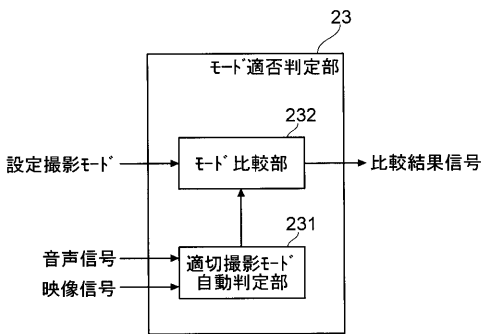 23
モード適否判定部
232
設定撮影モード
モード比較部
比較結果信号
231
音声信号
映像信号
適切撮影モード
自動判定部